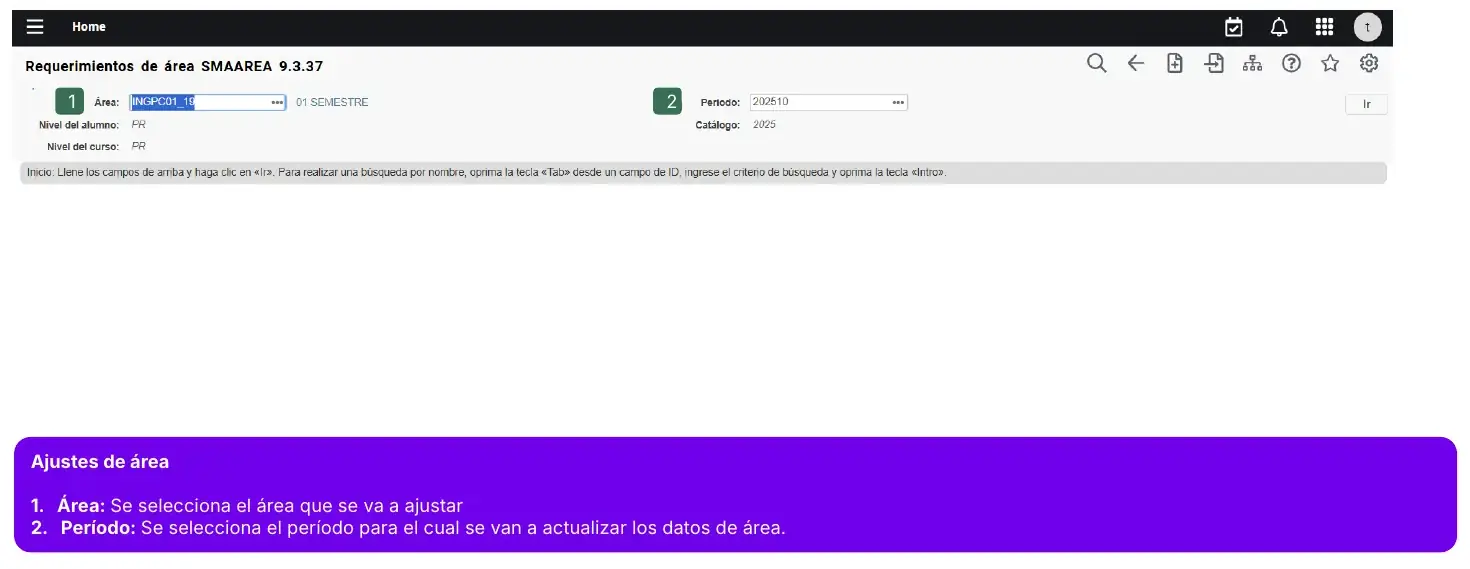 Home
t
Requerimientos de área SMAAREA 9.3.37
1 Área: INGPC01_19 ••• 01 SEMESTRE 2 Periodo: 202510 ••• Ir
Nivel del alumno: PR Catálogo: 2025
Nivel del curso: PR
Inicio: Llene los campos de arriba y haga clic en «Ir». Para realizar una búsqueda por nombre, oprima la tecla «Tab» desde un campo de ID, ingrese el criterio de búsqueda y oprima la tecla «Intro».
Ajustes de área
1. Área: Se selecciona el área que se va a ajustar
2. Período: Se selecciona el período para el cual se van a actualizar los datos de área.